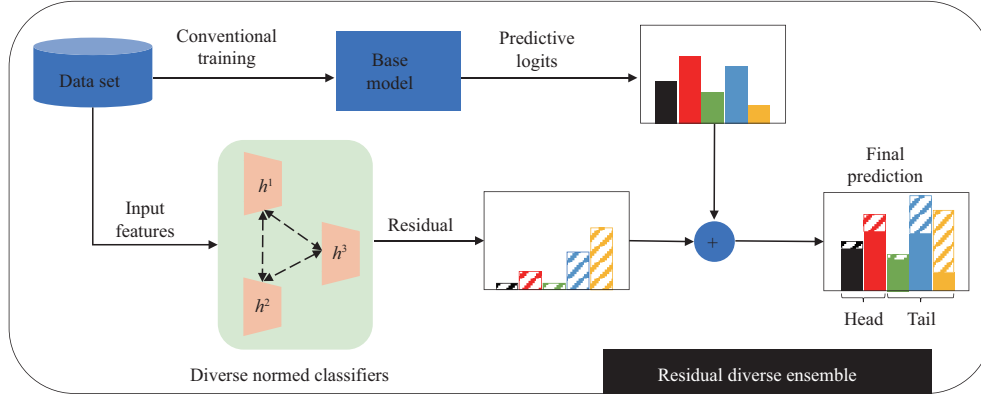 Conventional
training
Predictive
logits
Data set
Base
model
Final
prediction
h¹
Input
features
Residual
h³
+
h²
Head
Tail
Diverse normed classifiers
Residual diverse ensemble